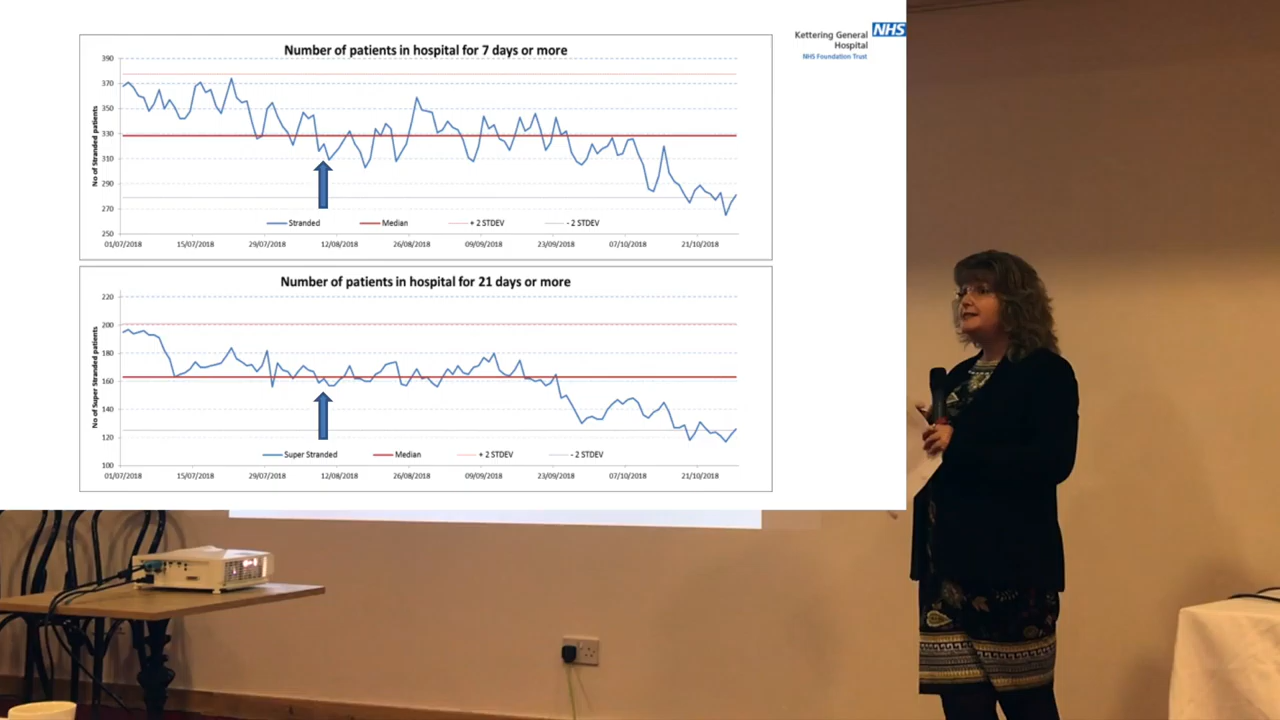 Kettering General
Hospital
NHS
NHS Foundation Trust
Number of patients in hospital for 7 days or more
No of Stranded patients
390
370
350
330
310
290
270
250
Stranded
Median
+ 2 STDEV
- 2 STDEV
01/07/2018
15/07/2018
29/07/2018
12/08/2018
26/08/2018
09/09/2018
23/09/2018
07/10/2018
21/10/2018
Number of patients in hospital for 21 days or more
No of Super Stranded patients
220
200
180
160
140
120
100
Super Stranded
Median
+ 2 STDEV
- 2 STDEV
01/07/2018
15/07/2018
29/07/2018
12/08/2018
26/08/2018
09/09/2018
23/09/2018
07/10/2018
21/10/2018